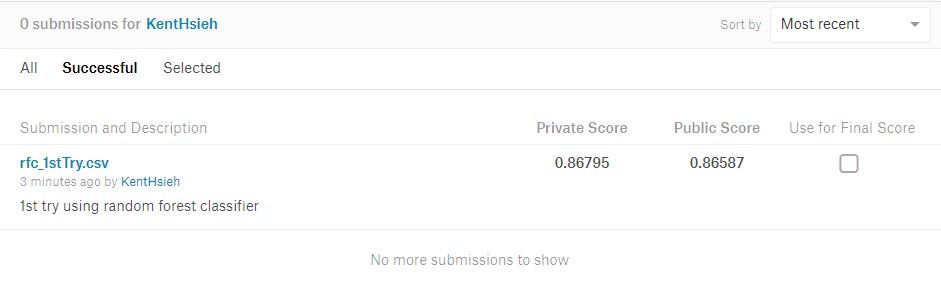 0 submissions for KentHsieh
Sort by Most recent
All Successful Selected
Submission and Description Private Score Public Score Use for Final Score
rfc_1stTry.csv 0.86795 0.86587
3 minutes ago by KentHsieh
1st try using random forest classifier
No more submissions to show